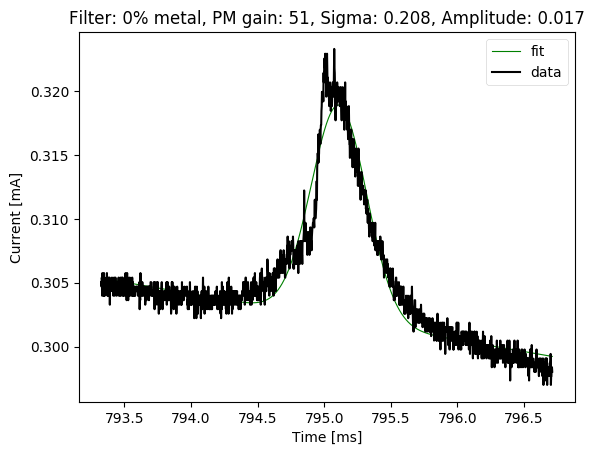 Filter: 0% metal, PM gain: 51, Sigma: 0.208, Amplitude: 0.017
fit
data
0.320
0.315
0.310
0.305
0.300
Current [mA]
793.5 794.0 794.5 795.0 795.5 796.0 796.5
Time [ms]